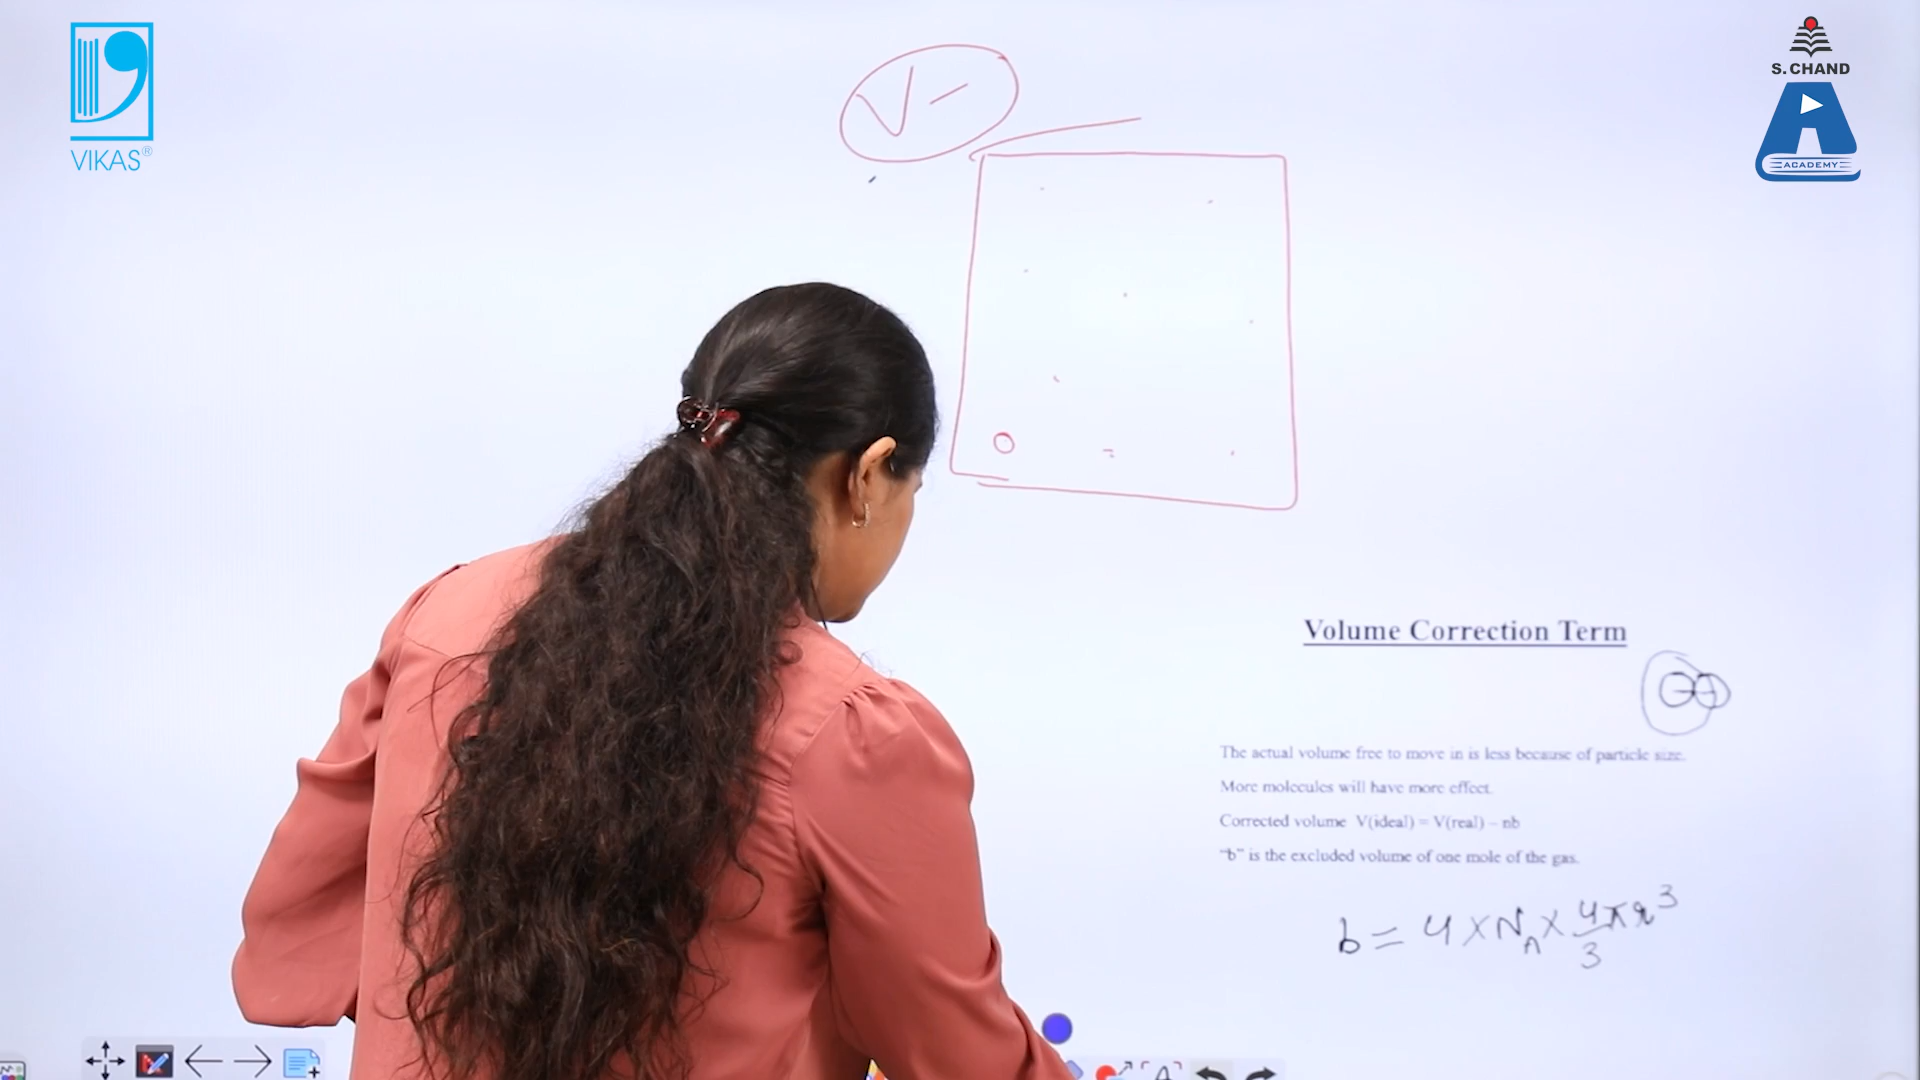 VIKAS®
S. CHAND
ACADEMY
V -
Volume Correction Term
The actual volume free to move in is less because of particle size.
More molecules will have more effect.
Corrected volume V(ideal) = V(real) – nb
"b" is the excluded volume of one mole of the gas.
b = 4 × N_A × 4/3 πr³